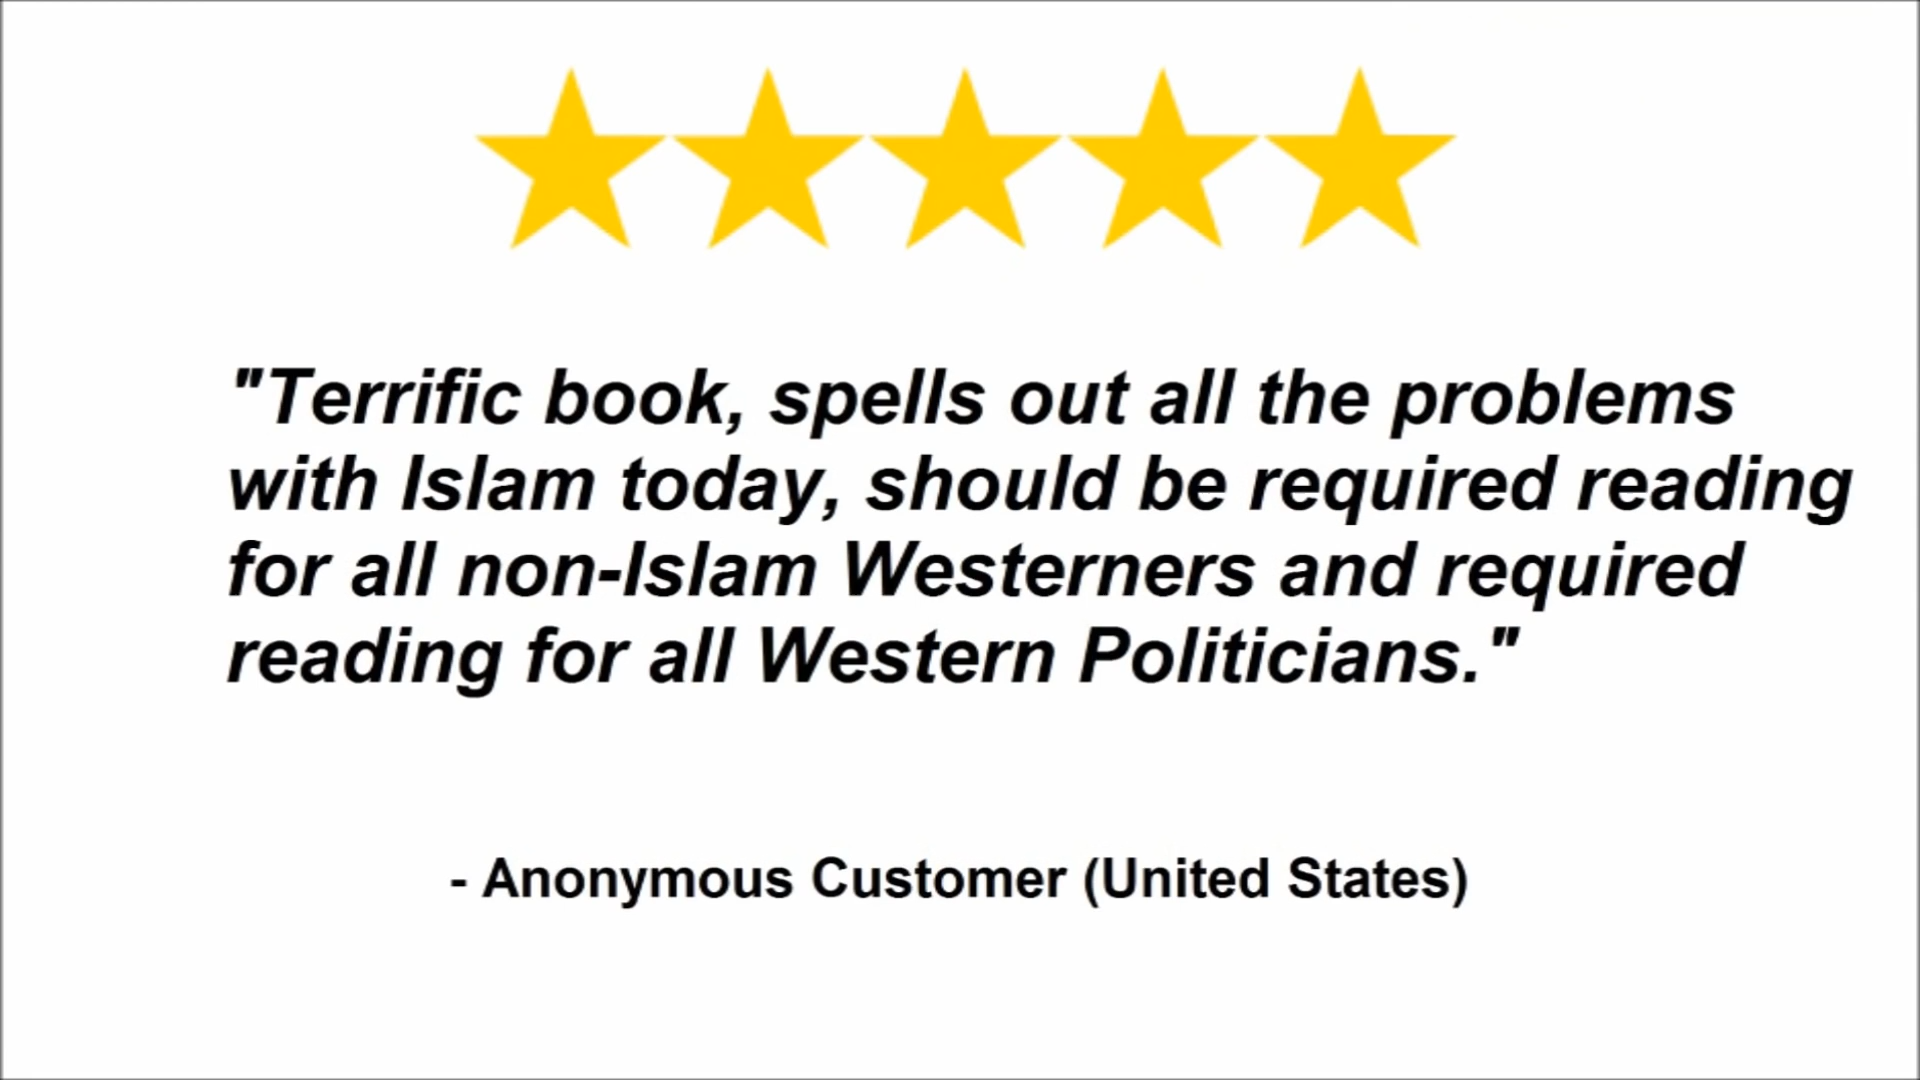 "Terrific book, spells out all the problems
with Islam today, should be required reading
for all non-Islam Westerners and required
reading for all Western Politicians."
- Anonymous Customer (United States)